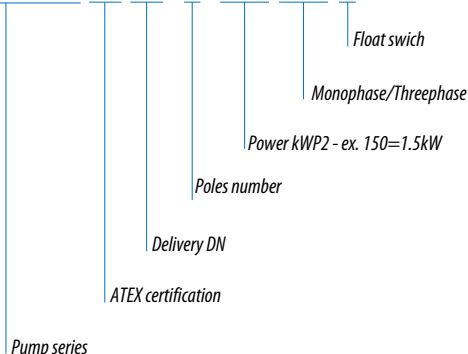 Float swich
Monophase/Threephase
Power kWP2 - ex. 150=1.5kW
Poles number
Delivery DN
ATEX certification
Pump series